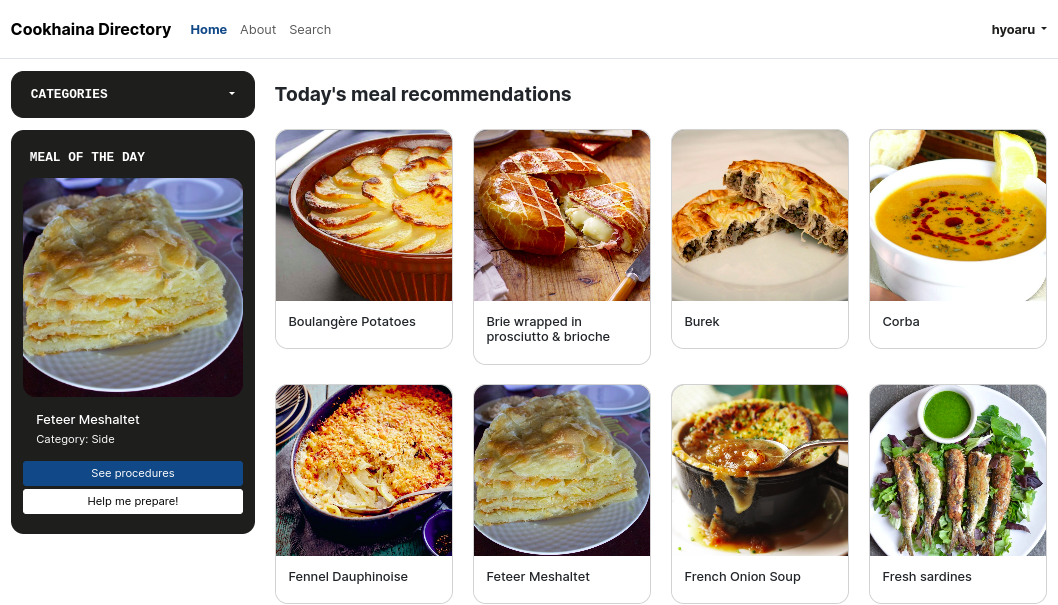 Cookhaina Directory Home About Search hyoaru
CATEGORIES
MEAL OF THE DAY
Feteer Meshaltet
Category: Side
See procedures
Help me prepare!
Today's meal recommendations
Boulangère Potatoes
Brie wrapped in
prosciutto & brioche
Burek
Corba
Fennel Dauphinoise
Feteer Meshaltet
French Onion Soup
Fresh sardines